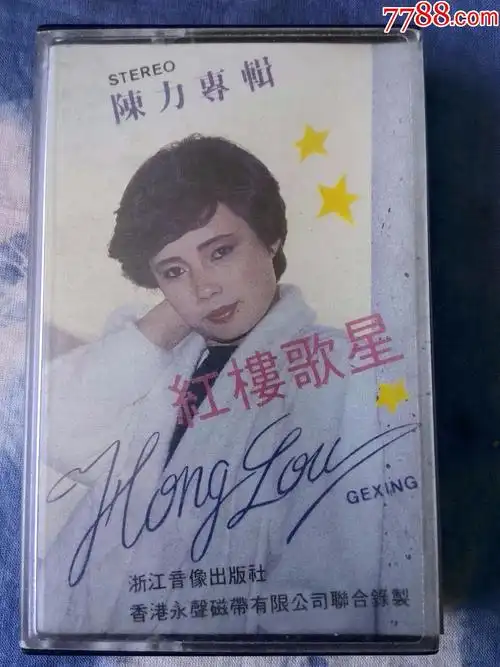 7788.com
STEREO
陳力專輯
紅樓歌星
Hong Lou
GEXING
浙江音像出版社
香港永聲磁帶有限公司聯合錄製